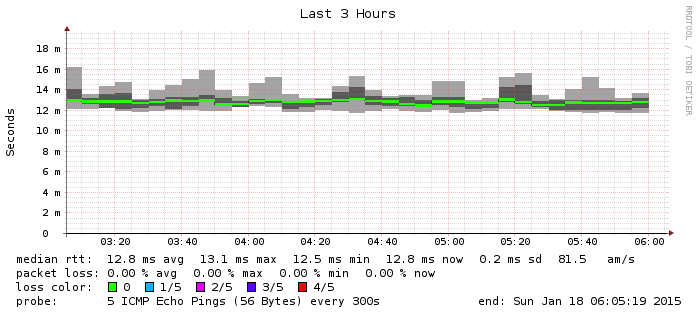 Last 3 Hours
RRDTOOL / TOBI OETIKER
Seconds
18 m
16 m
14 m
12 m
10 m
8 m
6 m
4 m
2 m
0
03:20 03:40 04:00 04:20 04:40 05:00 05:20 05:40 06:00
median rtt: 12.8 ms avg 13.1 ms max 12.5 ms min 12.8 ms now 0.2 ms sd 81.5 am/s
packet loss: 0.00 % avg 0.00 % max 0.00 % min 0.00 % now
loss color: 0 1/5 2/5 3/5 4/5
probe: 5 ICMP Echo Pings (56 Bytes) every 300s end: Sun Jan 18 06:05:19 2015